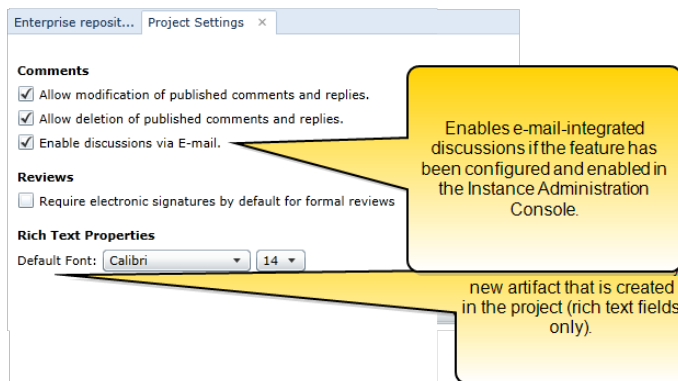 Enterprise reposit... Project Settings ×
Comments
Allow modification of published comments and replies.
Allow deletion of published comments and replies.
Enable discussions via E-mail.
Reviews
Require electronic signatures by default for formal reviews
Rich Text Properties
Default Font: Calibri 14
Enables e-mail-integrated
discussions if the feature has
been configured and enabled in
the Instance Administration
Console.
new artifact that is created
in the project (rich text fields
only).